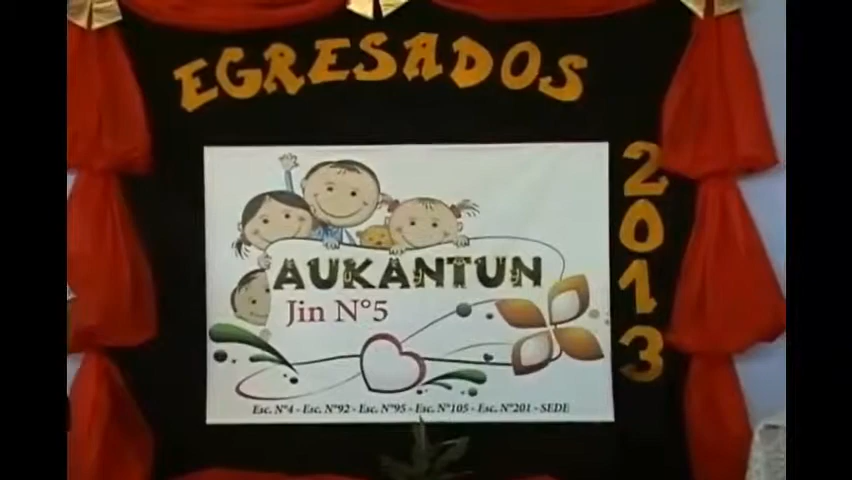 EGRESADOS
2013
AUKANTUN
Jin N°5
Esc. N°4 - Esc. N°92 - Esc. N°95 - Esc. N°105 - Esc. N°201 - SEDE